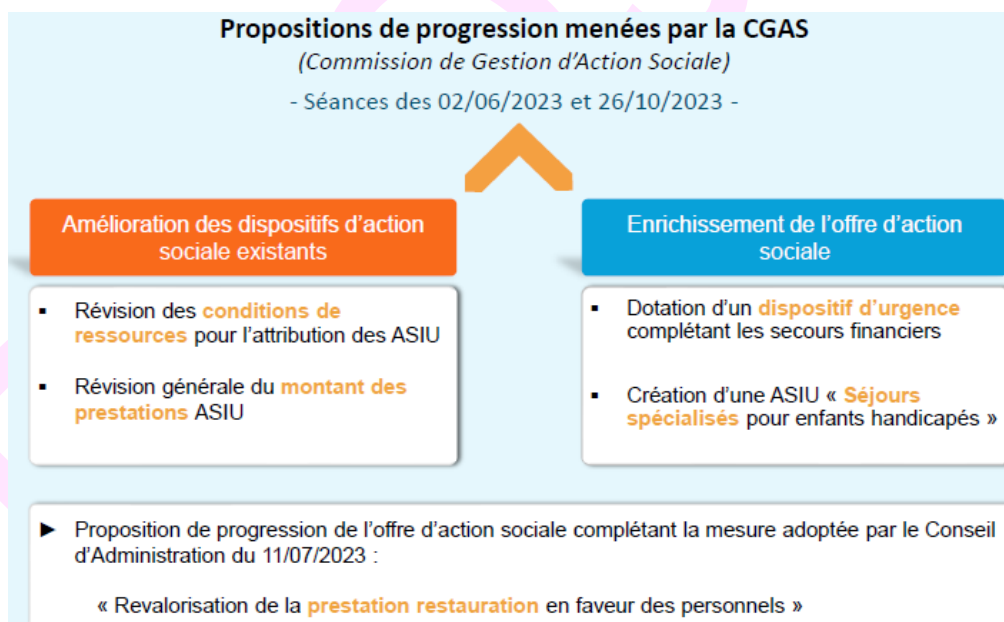 Propositions de progression menées par la CGAS
(Commission de Gestion d'Action Sociale)
- Séances des 02/06/2023 et 26/10/2023 -
Amélioration des dispositifs d'action
sociale existants
▪ Révision des conditions de
ressources pour l'attribution des ASIU
▪ Révision générale du montant des
prestations ASIU
Enrichissement de l'offre d'action
sociale
▪ Dotation d'un dispositif d'urgence
complétant les secours financiers
▪ Création d'une ASIU « Séjours
spécialisés pour enfants handicapés »
► Proposition de progression de l'offre d'action sociale complétant la mesure adoptée par le Conseil
d'Administration du 11/07/2023 :
« Revalorisation de la prestation restauration en faveur des personnels »